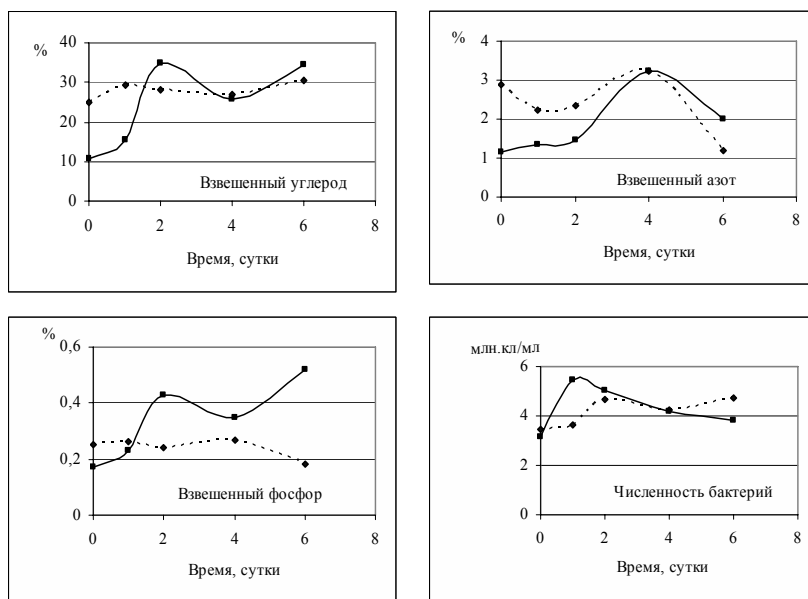 %
40
30
20
10
0
0 2 4 6 8
Взвешенный углерод
Время, сутки
%
4
3
2
1
0
0 2 4 6 8
Взвешенный азот
Время, сутки
%
0,6
0,4
0,2
0
0 2 4 6 8
Взвешенный фосфор
Время, сутки
млн.кл/мл
6
4
2
0
0 2 4 6 8
Численность бактерий
Время, сутки